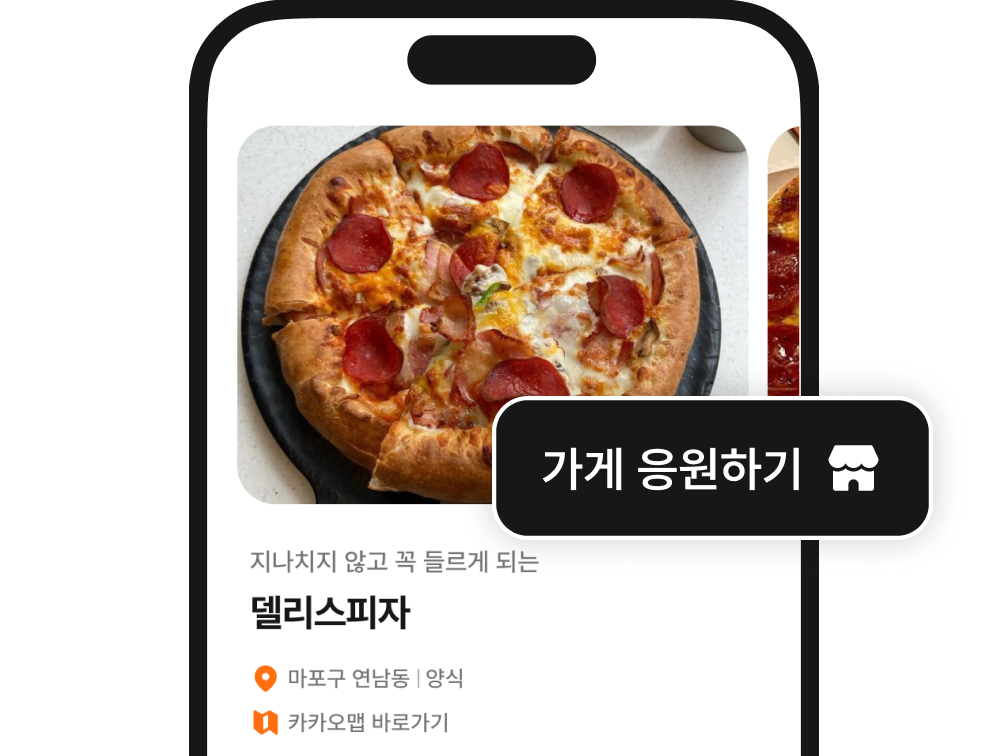 가게 응원하기
지나치지 않고 꼭 들르게 되는
델리스피자
마포구 연남동 | 양식
카카오맵 바로가기